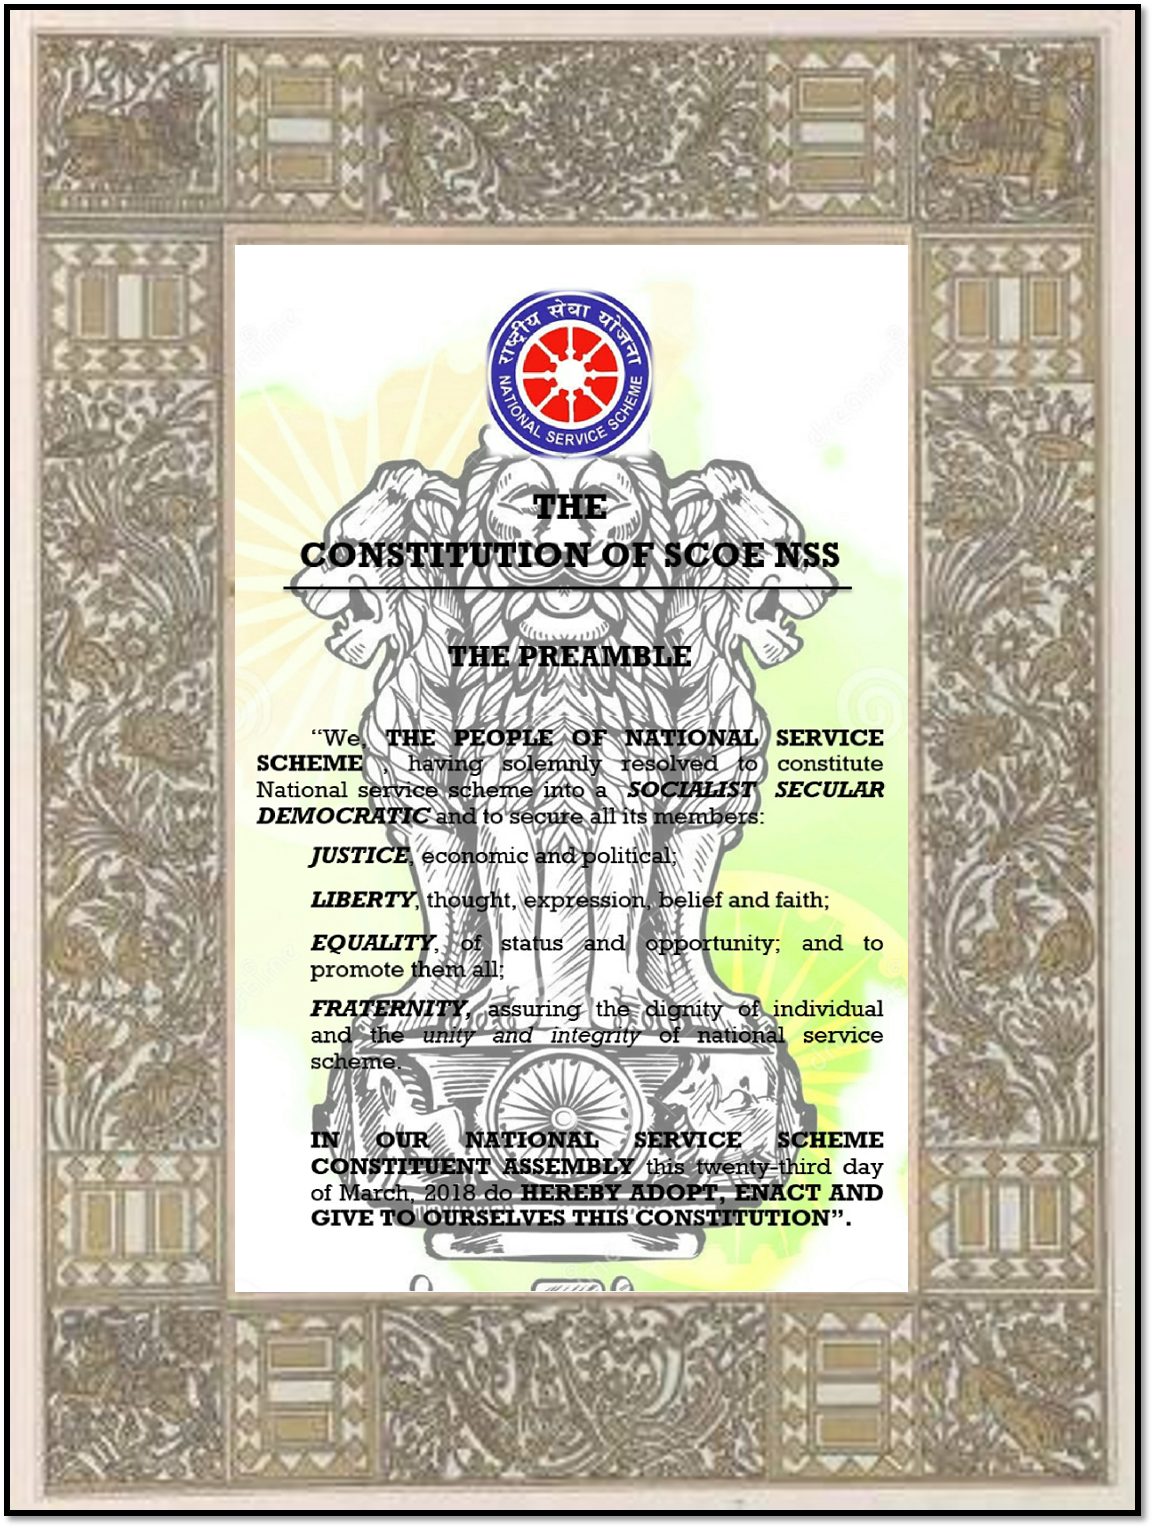 राष्ट्रीय सेवा योजना
NATIONAL SERVICE SCHEME
THE
CONSTITUTION OF SCOE NSS
THE PREAMBLE
“We, THE PEOPLE OF NATIONAL SERVICE
SCHEME , having solemnly resolved to constitute
National service scheme into a SOCIALIST SECULAR
DEMOCRATIC and to secure all its members:
JUSTICE, economic and political;
LIBERTY, thought, expression, belief and faith;
EQUALITY, of status and opportunity; and to
promote them all;
FRATERNITY, assuring the dignity of individual
and the unity and integrity of national service
scheme.
IN OUR NATIONAL SERVICE SCHEME
CONSTITUENT ASSEMBLY this twenty-third day
of March, 2018 do HEREBY ADOPT, ENACT AND
GIVE TO OURSELVES THIS CONSTITUTION”.